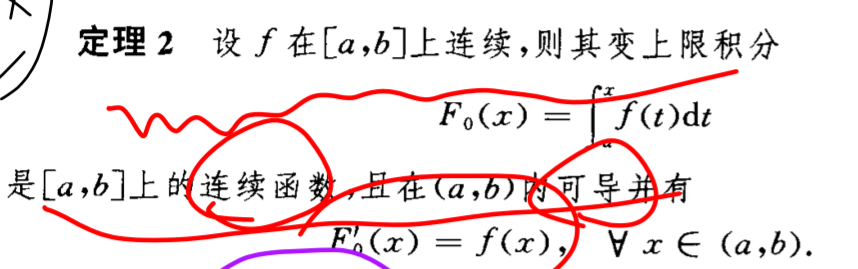 定理 2 设 f 在[a,b]上连续,则其变上限积分
F₀(x) = ∫ₐˣ f(t)dt
是[a,b]上的连续函数,且在(a,b)内可导并有
F₀′(x) = f(x), ∀ x ∈ (a,b).